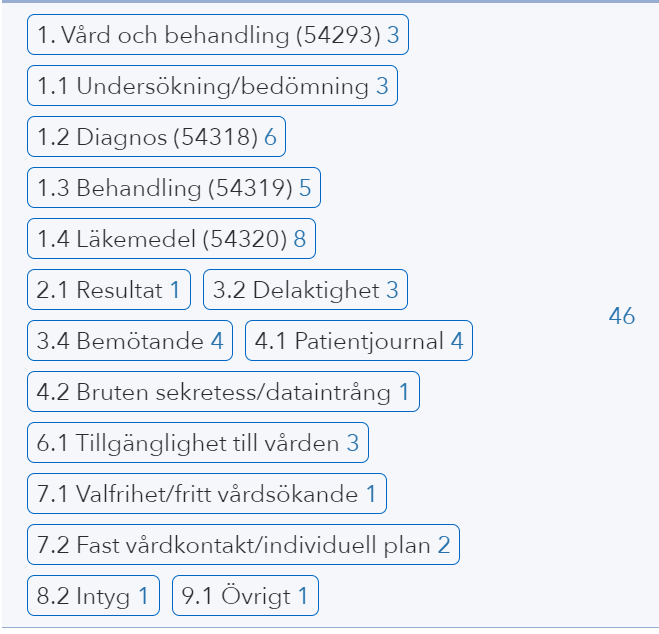 1. Vård och behandling (54293) 3
1.1 Undersökning/bedömning 3
1.2 Diagnos (54318) 6
1.3 Behandling (54319) 5
1.4 Läkemedel (54320) 8
2.1 Resultat 1 3.2 Delaktighet 3
46
3.4 Bemötande 4 4.1 Patientjournal 4
4.2 Bruten sekretess/dataintrång 1
6.1 Tillgänglighet till vården 3
7.1 Valfrihet/fritt vårdsökande 1
7.2 Fast vårdkontakt/individuell plan 2
8.2 Intyg 1 9.1 Övrigt 1